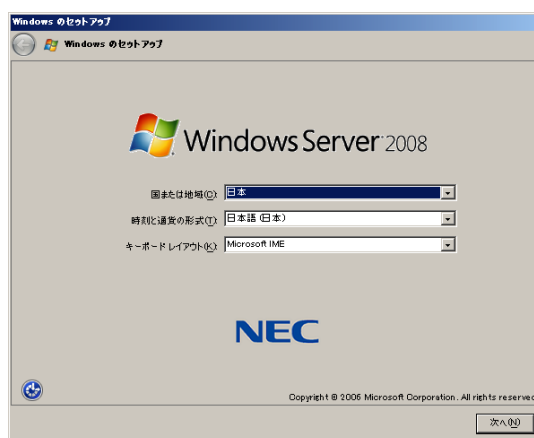 Windows のセットアップ
Windows のセットアップ
Windows Server 2008
国または地域(C): 日本
時刻と通貨の形式(T): 日本語 (日本)
キーボード レイアウト(K): Microsoft IME
NEC
Copyright © 2006 Microsoft Corporation. All rights reserved
次へ(N)